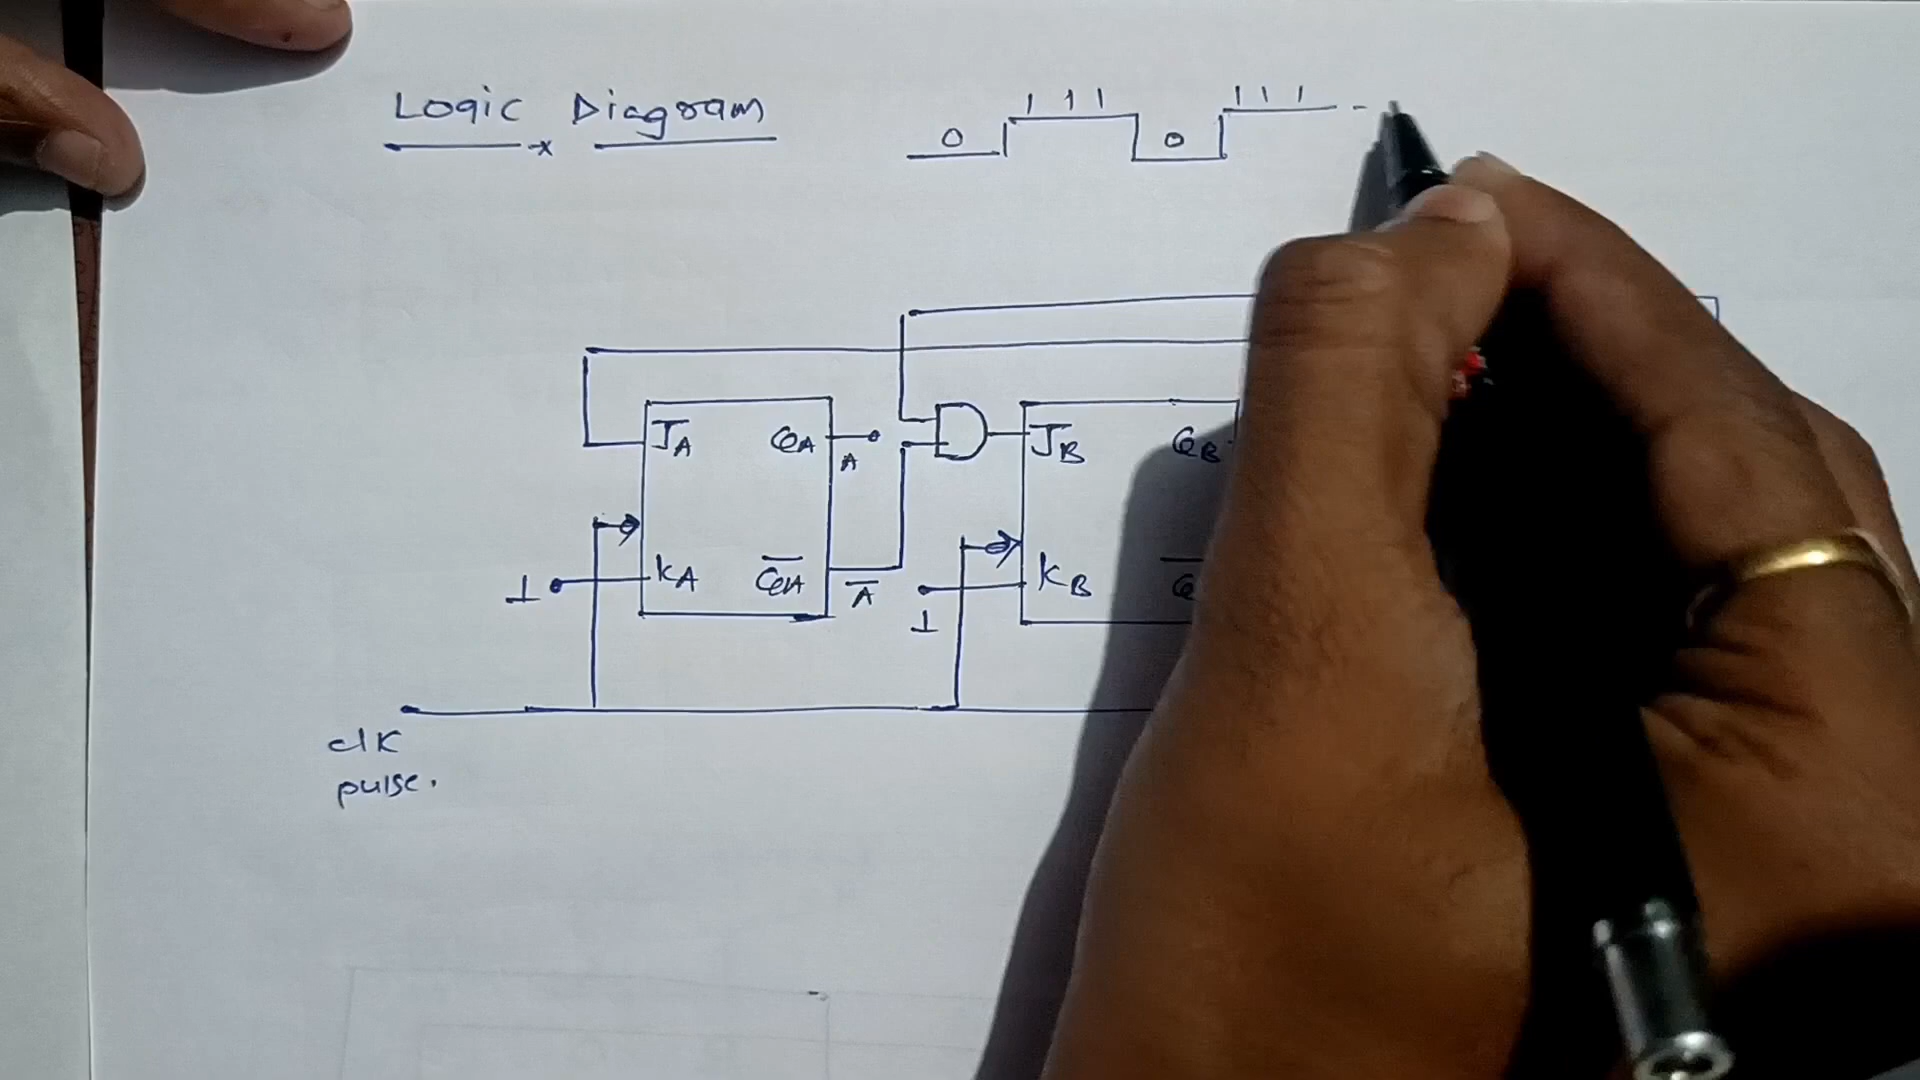 Logic Diagram
0 1 1 1 0 1 1 1 - -
J_A Q_A A J_B Q_B
1 K_A Q̅_A A̅ 1 K_B
clk
pulse.